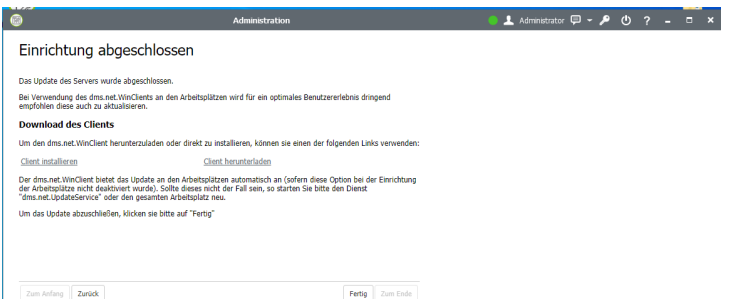 Administration
Administrator
?
Einrichtung abgeschlossen
Das Update des Servers wurde abgeschlossen.
Bei Verwendung des dms.net.WinClients an den Arbeitsplätzen wird für ein optimales Benutzererlebnis dringend
empfohlen diese auch zu aktualisieren.
Download des Clients
Um den dms.net.WinClient herunterzuladen oder direkt zu installieren, können sie einen der folgenden Links verwenden:
Client installieren
Client herunterladen
Der dms.net.WinClient bietet das Update an den Arbeitsplätzen automatisch an (sofern diese Option bei der Einrichtung
der Arbeitsplätze nicht deaktiviert wurde). Sollte dieses nicht der Fall sein, so starten Sie bitte den Dienst
"dms.net.UpdateService" oder den gesamten Arbeitsplatz neu.
Um das Update abzuschließen, klicken sie bitte auf "Fertig"
Zum Anfang
Zurück
Fertig
Zum Ende